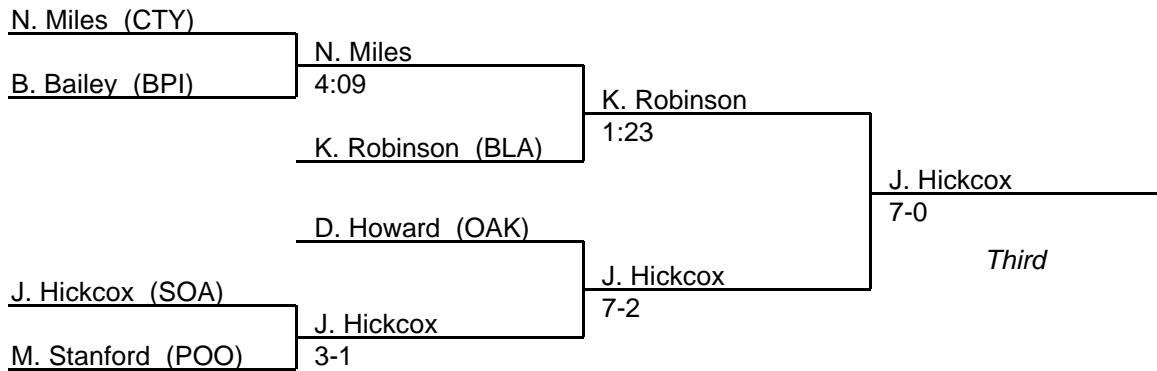 N. Miles (CTY)
N. Miles
B. Bailey (BPI)
4:09
K. Robinson
1:23
K. Robinson (BLA)
J. Hickcox
7-0
D. Howard (OAK)
Third
J. Hickcox
J. Hickcox (SOA)
7-2
J. Hickcox
M. Stanford (POO)
3-1